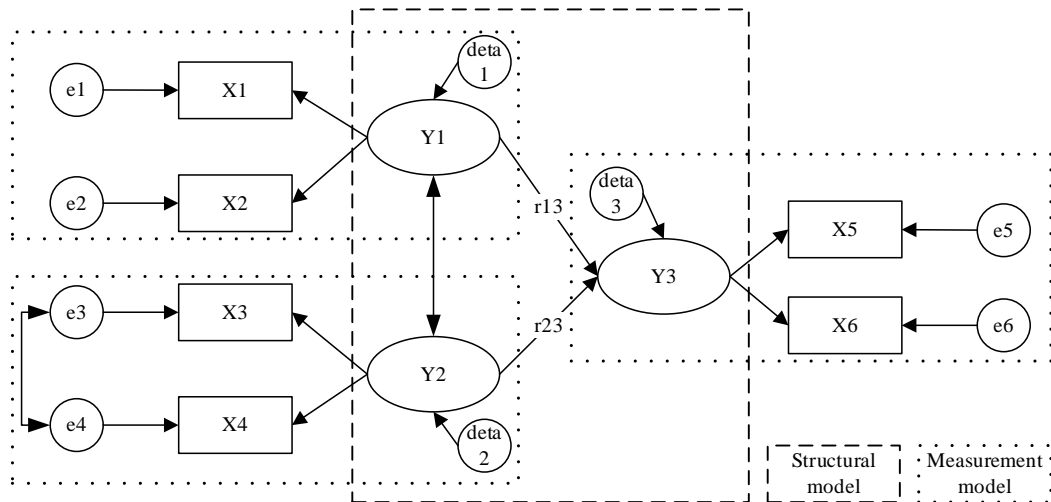 deta
1
e1
X1
Y1
e2
X2
r13
deta
3
X5
e5
Y3
e3
X3
r23
X6
e6
Y2
e4
X4
deta
2
Structural
model
Measurement
model